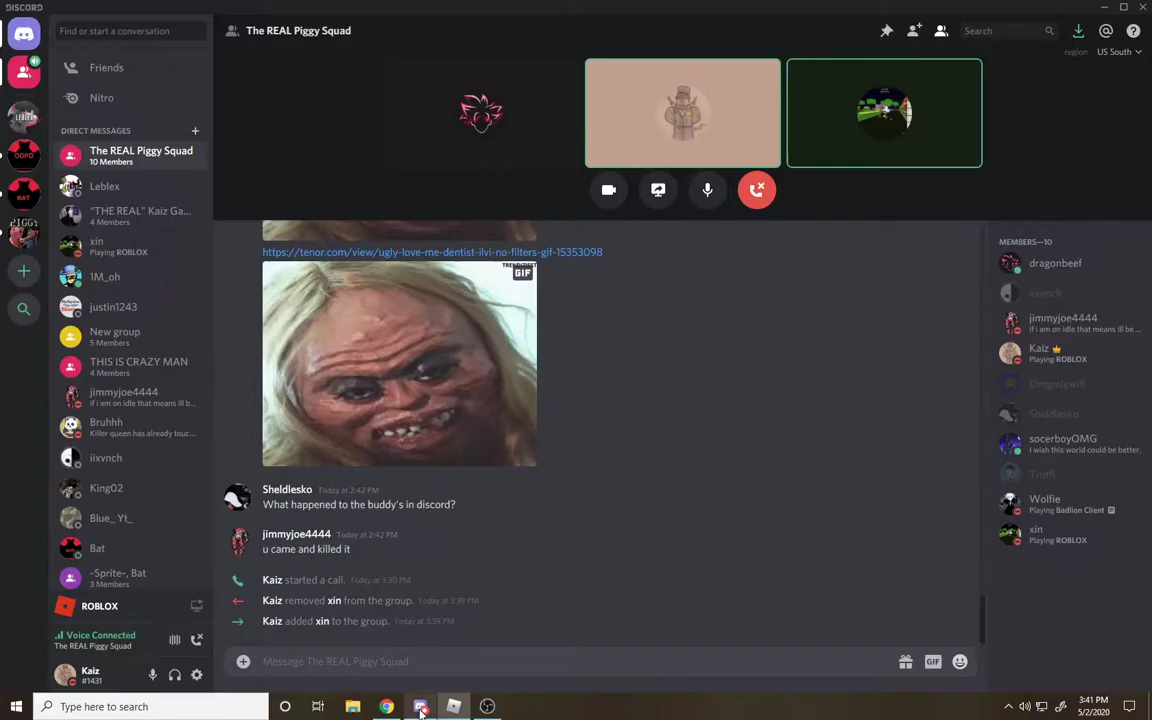 DISCORD
Find or start a conversation
The REAL Piggy Squad
Search
region US South
Friends
Nitro
DIRECT MESSAGES
The REAL Piggy Squad
10 Members
Leblex
"THE REAL" Kaiz Ga...
4 Members
xin
Playing ROBLOX
1M_oh
justin1243
New group
5 Members
THIS IS CRAZY MAN
4 Members
jimmyjoe4444
if i am on idle that means ill b...
Bruhhh
Killer queen has already touc...
iixvnch
King02
Blue_ Yt_
Bat
~Sprite~, Bat
3 Members
ROBLOX
Voice Connected
The REAL Piggy Squad
Kaiz
#1431
https://tenor.com/view/ugly-love-me-dentist-ilvi-no-filters-gif-15353098
GIF
Sheldlesko Today at 2:42 PM
What happened to the buddy's in discord?
jimmyjoe4444 Today at 2:42 PM
u came and killed it
Kaiz started a call. Today at 3:30 PM
Kaiz removed xin from the group. Today at 3:39 PM
Kaiz added xin to the group. Today at 3:39 PM
Message The REAL Piggy Squad
GIF
MEMBERS—10
dragonbeef
jimmyjoe4444
if i am on idle that means ill be ...
Kaiz
Playing ROBLOX
Omgmlgwill
Sheldlesko
socerboyOMG
I wish this world could be better.
Wolfie
Playing Badlion Client
xin
Playing ROBLOX
Type here to search
3:41 PM
5/2/2020